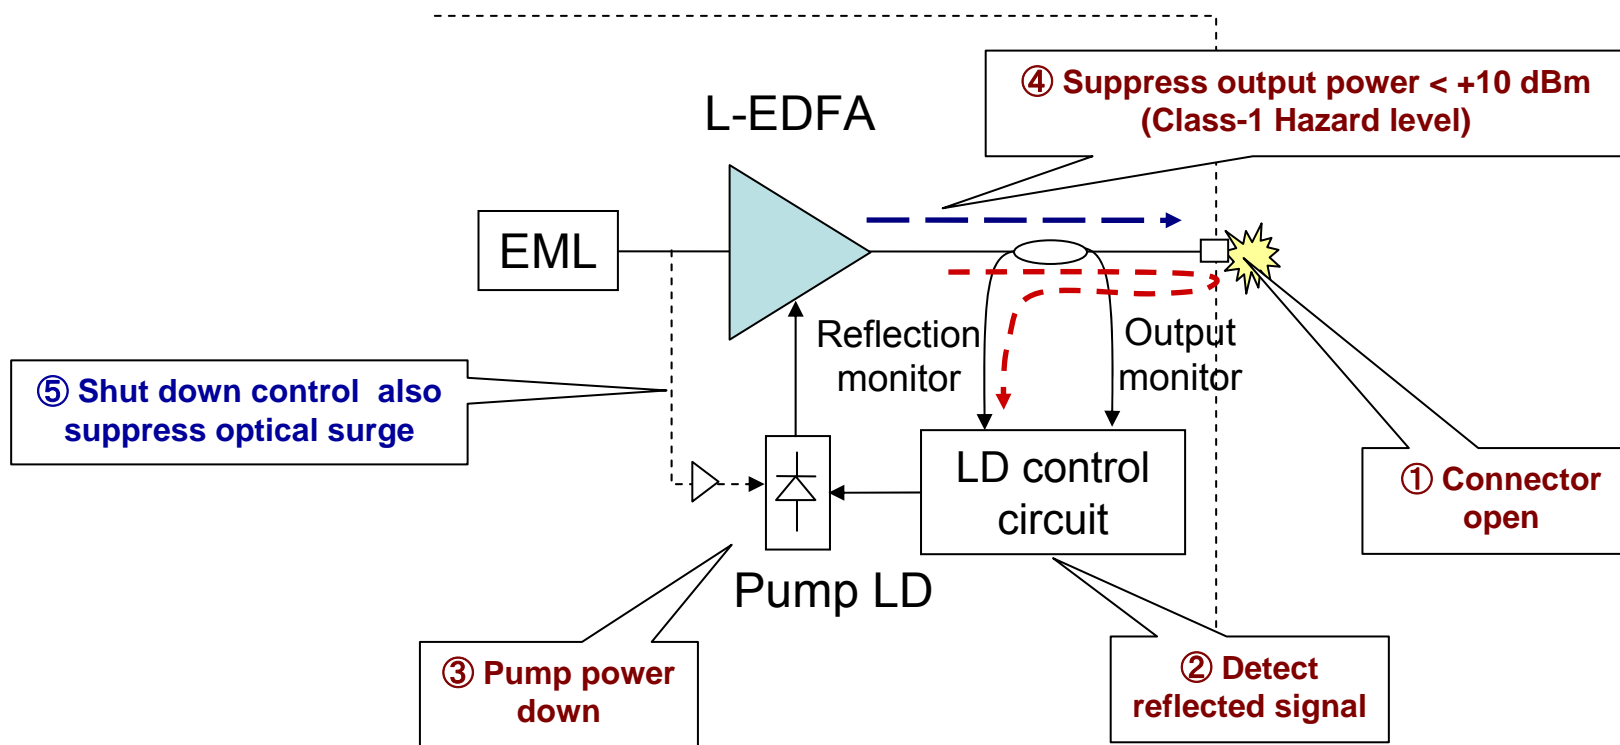 ④ Suppress output power < +10 dBm
(Class-1 Hazard level)
L-EDFA
EML
Reflection
monitor
Output
monitor
⑤ Shut down control also
suppress optical surge
LD control
circuit
① Connector
open
Pump LD
③ Pump power
down
② Detect
reflected signal